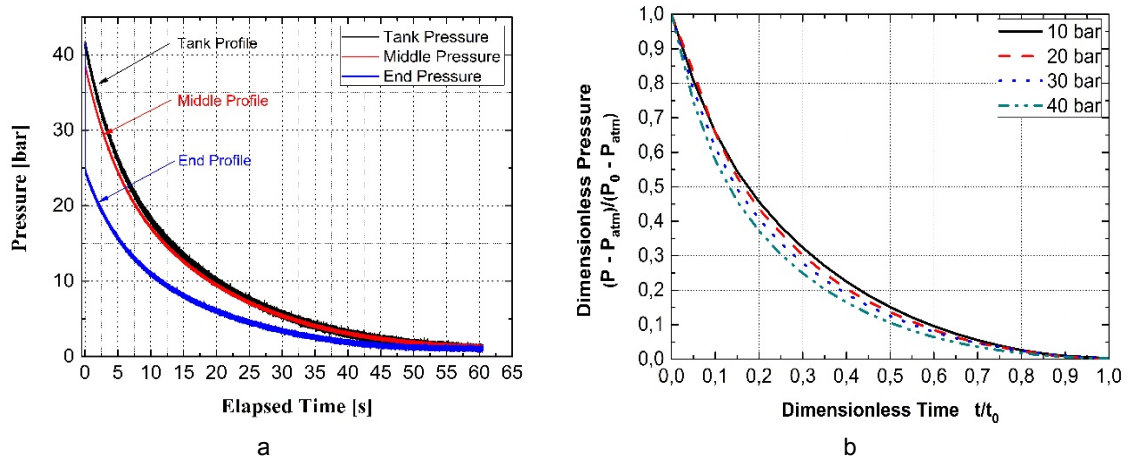 Tank Profile
Middle Profile
End Profile
Tank Pressure
Middle Pressure
End Pressure
Pressure [bar]
40
30
20
10
0
0 5 10 15 20 25 30 35 40 45 50 55 60 65
Elapsed Time [s]
a
10 bar
20 bar
30 bar
40 bar
Dimensionless Pressure
(P - Patm)/(P0 - Patm)
1,0
0,9
0,8
0,7
0,6
0,5
0,4
0,3
0,2
0,1
0,0
0,0 0,1 0,2 0,3 0,4 0,5 0,6 0,7 0,8 0,9 1,0
Dimensionless Time t/t0
b